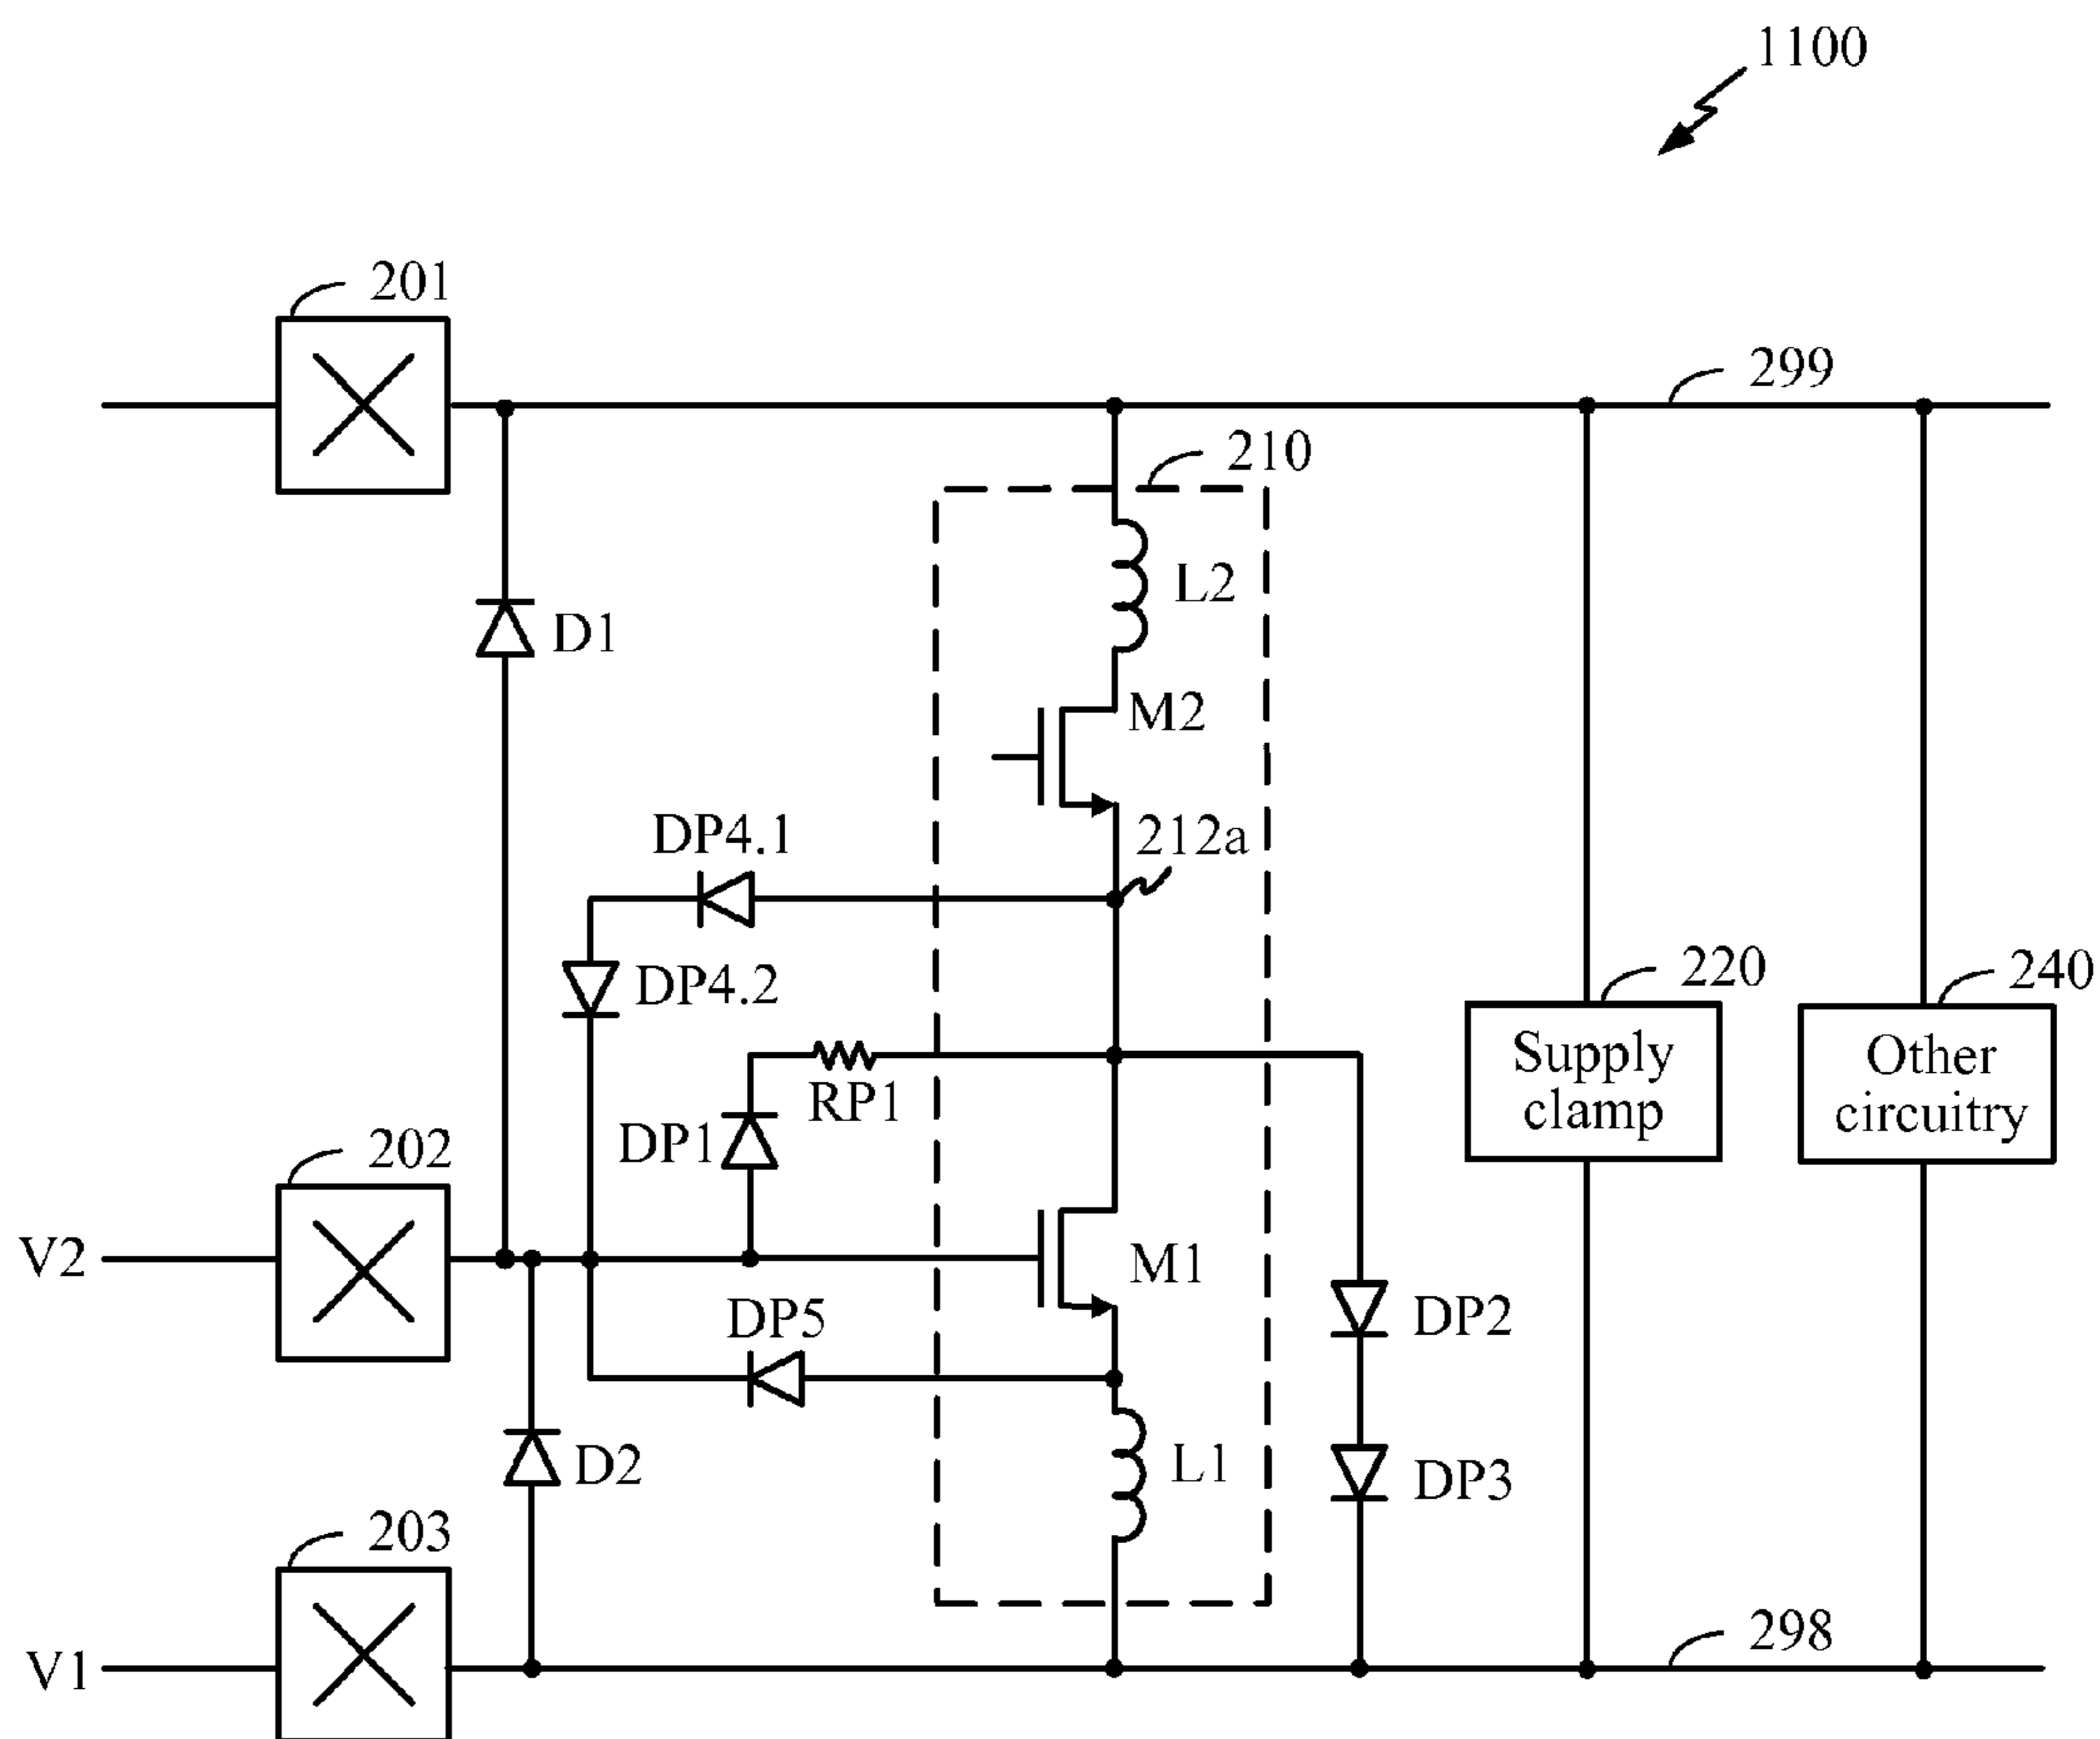 1100
201
299
210
L2
D1
M2
DP4.1
212a
DP4.2
220
240
Supply
clamp
Other
circuitry
RP1
DP1
202
V2
M1
DP5
DP2
D2
L1
DP3
203
298
V1